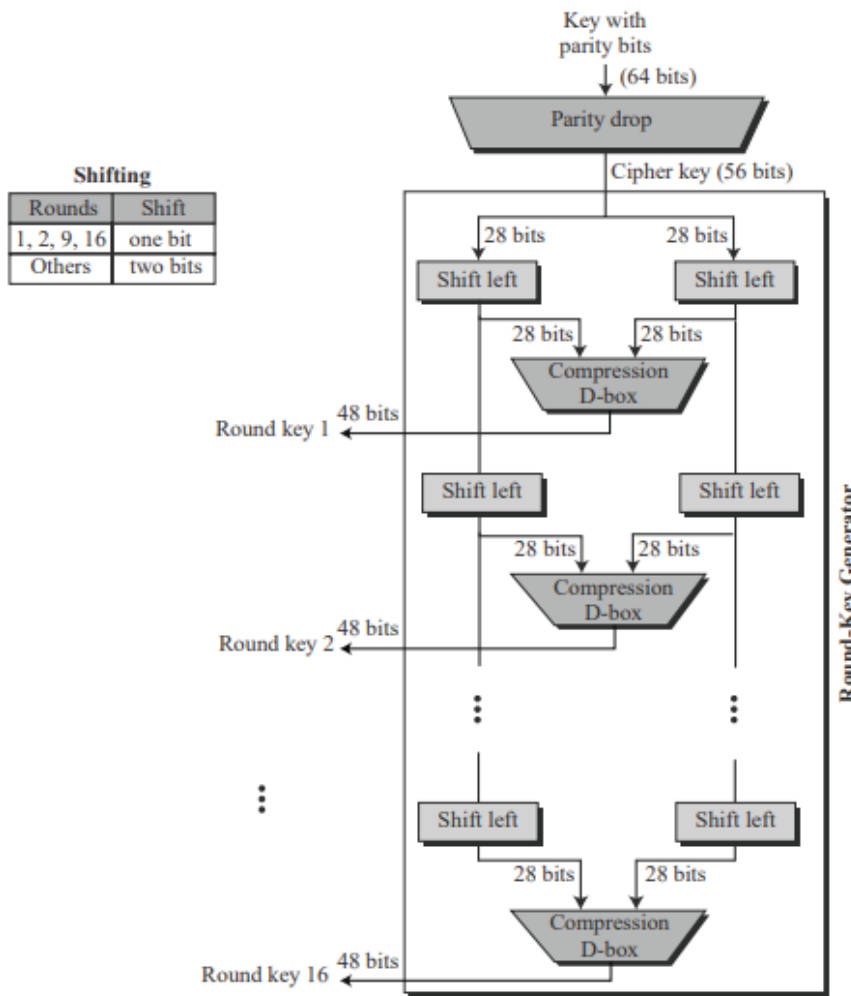 Key with
parity bits
(64 bits)
Parity drop
Cipher key (56 bits)
Shifting
Rounds Shift
1, 2, 9, 16 one bit
Others two bits
28 bits 28 bits
Shift left Shift left
28 bits 28 bits
Compression
D-box
48 bits
Round key 1
Shift left Shift left
28 bits 28 bits
Compression
D-box
48 bits
Round key 2
Round-Key Generator
Shift left Shift left
28 bits 28 bits
Compression
D-box
48 bits
Round key 16